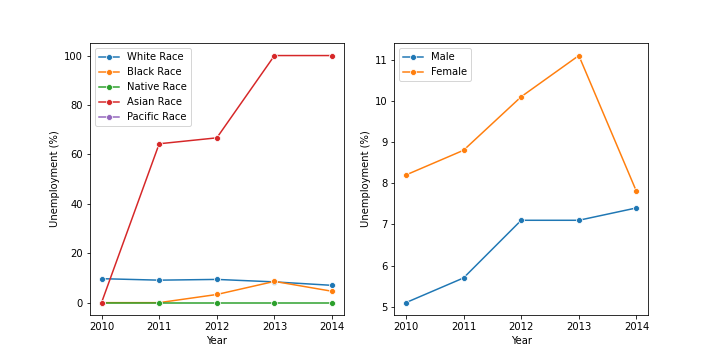 100
80
60
40
20
0
Unemployment (%)
White Race
Black Race
Native Race
Asian Race
Pacific Race
2010 2011 2012 2013 2014
Year
11
10
9
8
7
6
5
Unemployment (%)
Male
Female
2010 2011 2012 2013 2014
Year